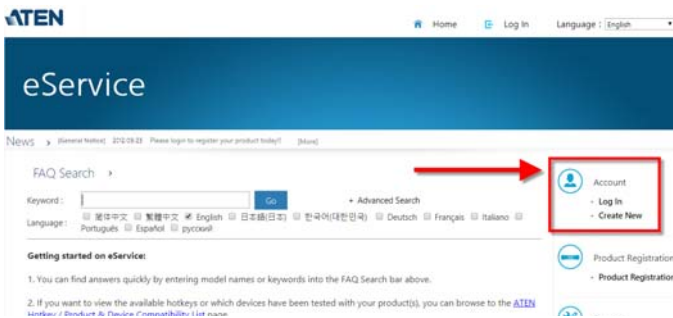 ATEN
Home Log In Language : English
eService
News [General Notice] 2012-08-23 Please login to register your product today!! [More]
FAQ Search
Keyword : Go + Advanced Search
Language : 简体中文 繁體中文 English 日本語(日本) 한국어(대한민국) Deutsch Français Italiano
Português Español русский
Getting started on eService:
1. You can find answers quickly by entering model names or keywords into the FAQ Search bar above.
2. If you want to view the available hotkeys or which devices have been tested with your product(s), you can browse to the ATEN
Hotkey / Product & Device Compatibility List page.
Account
- Log In
- Create New
Product Registration
- Product Registration